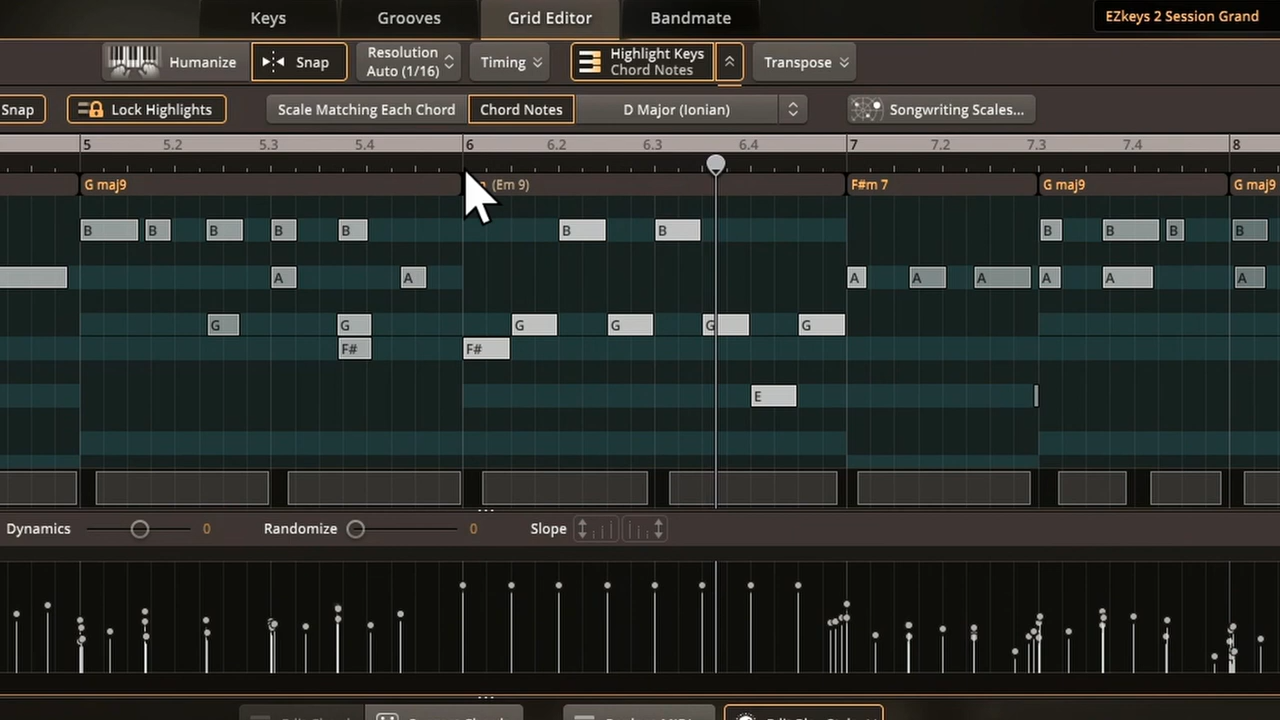 Keys Grooves Grid Editor Bandmate EZkeys 2 Session Grand
Humanize Snap Resolution Auto (1/16) Timing Highlight Keys Chord Notes Transpose
Snap Lock Highlights Scale Matching Each Chord Chord Notes D Major (Ionian) Songwriting Scales...
5 5.2 5.3 5.4 6 6.2 6.3 6.4 7 7.2 7.3 7.4 8
G maj9 (Em 9) F#m 7 G maj9 G maj9
B B B B B B B B B B B
A A A A A A A A
G G G G G G
F# F#
E
Dynamics 0 Randomize 0 Slope